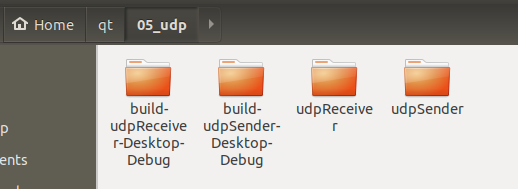 Home qt 05_udp
build-
udpReceive
r-Desktop-
Debug
build-
udpSender-
Desktop-
Debug
udpReceive
r
udpSender
p
ents